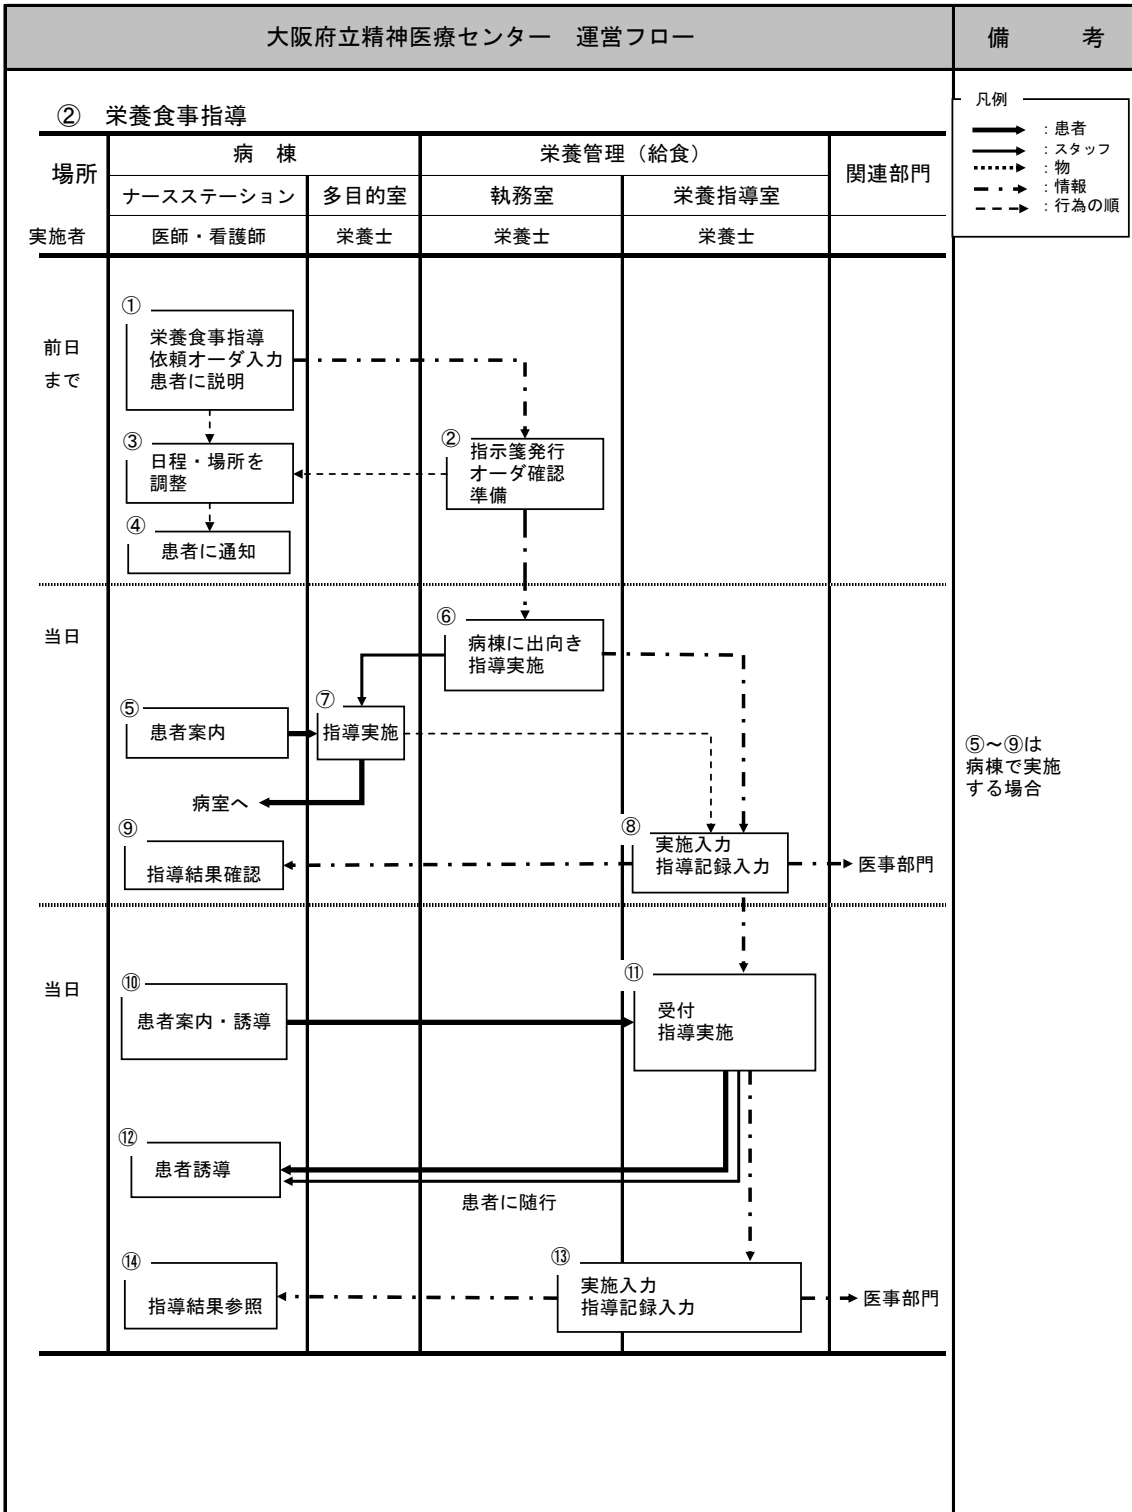 大阪府立精神医療センター　運営フロー
備　　考
②　栄養食事指導
凡例
：患者
：スタッフ
：物
：情報
：行為の順
場所
病　棟
栄養管理（給食）
関連部門
ナースステーション
多目的室
執務室
栄養指導室
実施者
医師・看護師
栄養士
栄養士
栄養士
前日
まで
①
栄養食事指導
依頼オーダ入力
患者に説明
②
指示箋発行
オーダ確認
準備
③
日程・場所を
調整
④
患者に通知
当日
⑥
病棟に出向き
指導実施
⑤
患者案内
⑦
指導実施
⑤～⑨は
病棟で実施
する場合
病室へ
⑨
指導結果確認
⑧
実施入力
指導記録入力
医事部門
当日
⑩
患者案内・誘導
⑪
受付
指導実施
⑫
患者誘導
患者に随行
⑭
指導結果参照
⑬
実施入力
指導記録入力
医事部門